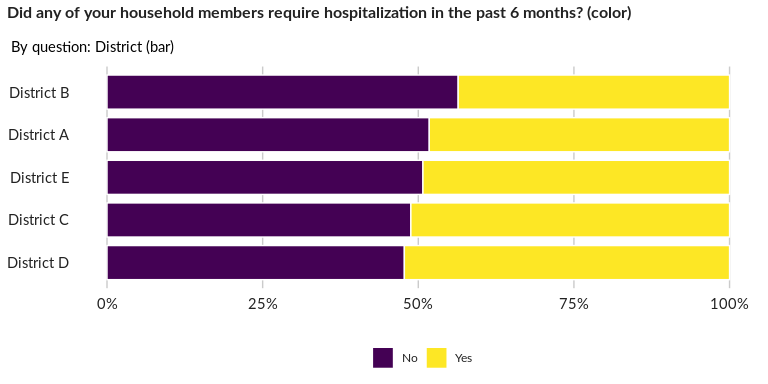 Did any of your household members require hospitalization in the past 6 months? (color)
By question: District (bar)
District B
District A
District E
District C
District D
0% 25% 50% 75% 100%
No Yes